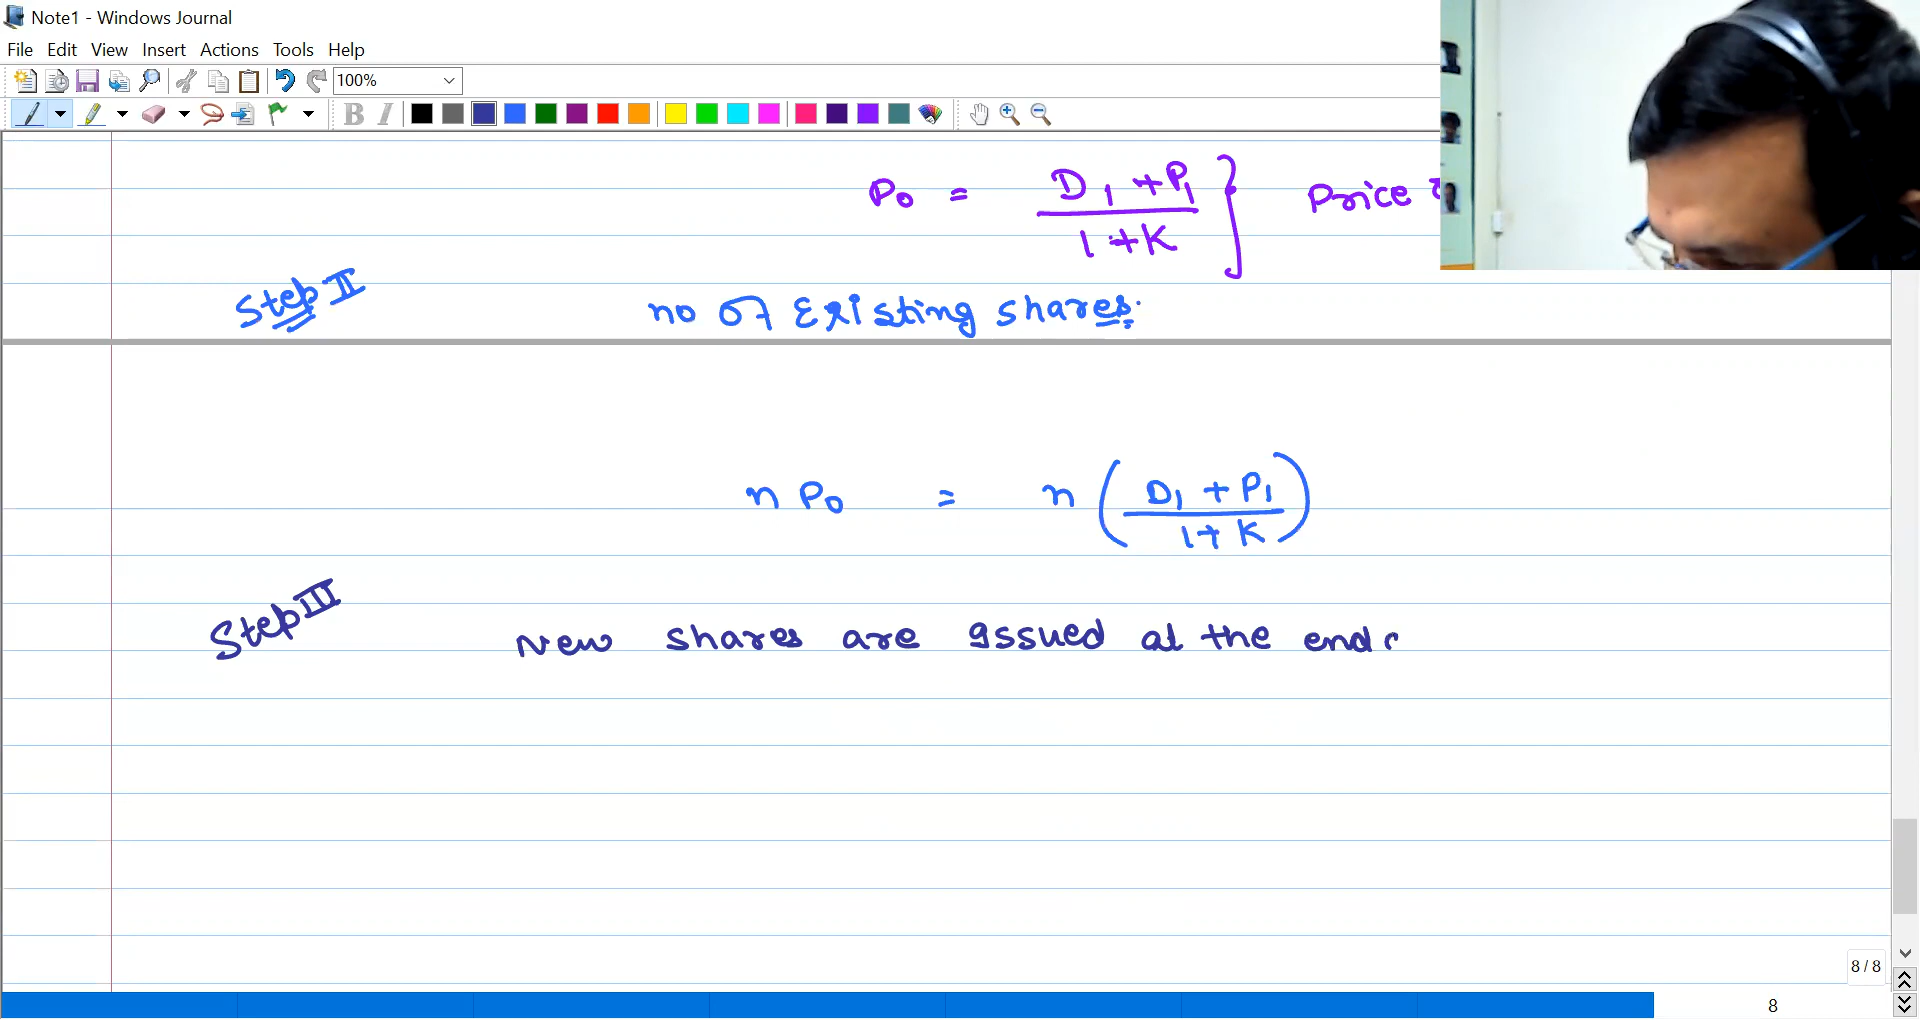 Note1 - Windows Journal
File Edit View Insert Actions Tools Help
100%
B I
P0 = (D1 + P1) / (1 + K) } Price
Step II
no of Existing shares.
n P0 = n ( (D1 + P1) / (1 + K) )
Step III
New shares are issued at the end
8 / 8
8